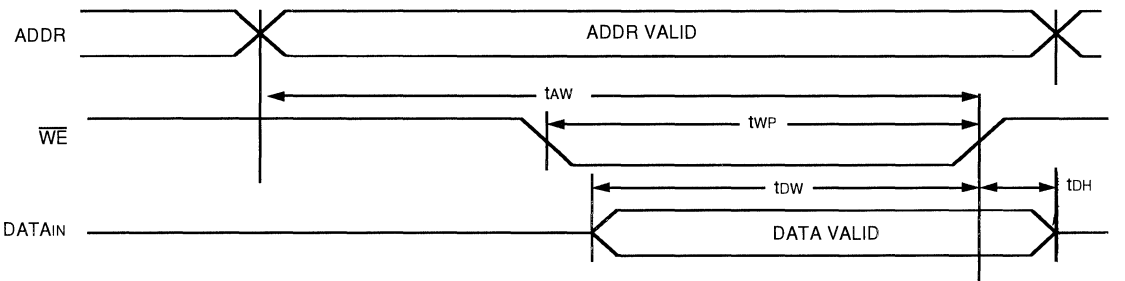 ADDR
ADDR VALID
tAW
WE
tWP
tDW
tDH
DATAIN
DATA VALID